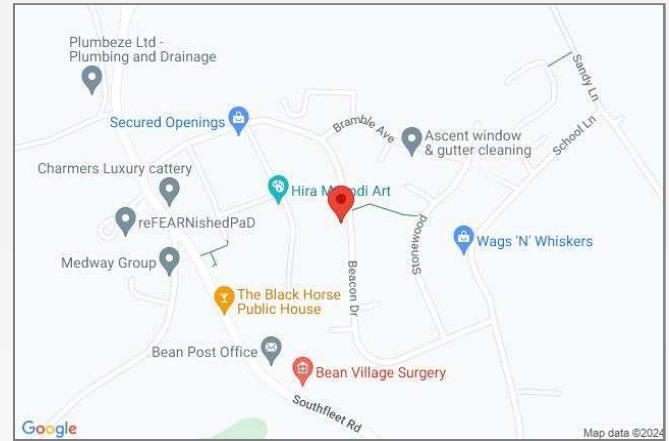 Plumbeze Ltd -
Plumbing and Drainage
Sandy Ln
Secured Openings
Bramble Ave
School Ln
Ascent window
& gutter cleaning
Charmers Luxury cattery
Hira M
di Art
reFEARNishedPaD
Stonewood
Wags 'N' Whiskers
Medway Group
Beacon Dr
The Black Horse
Public House
Bean Post Office
Bean Village Surgery
Southfleet Rd
Google
Map data ©2024